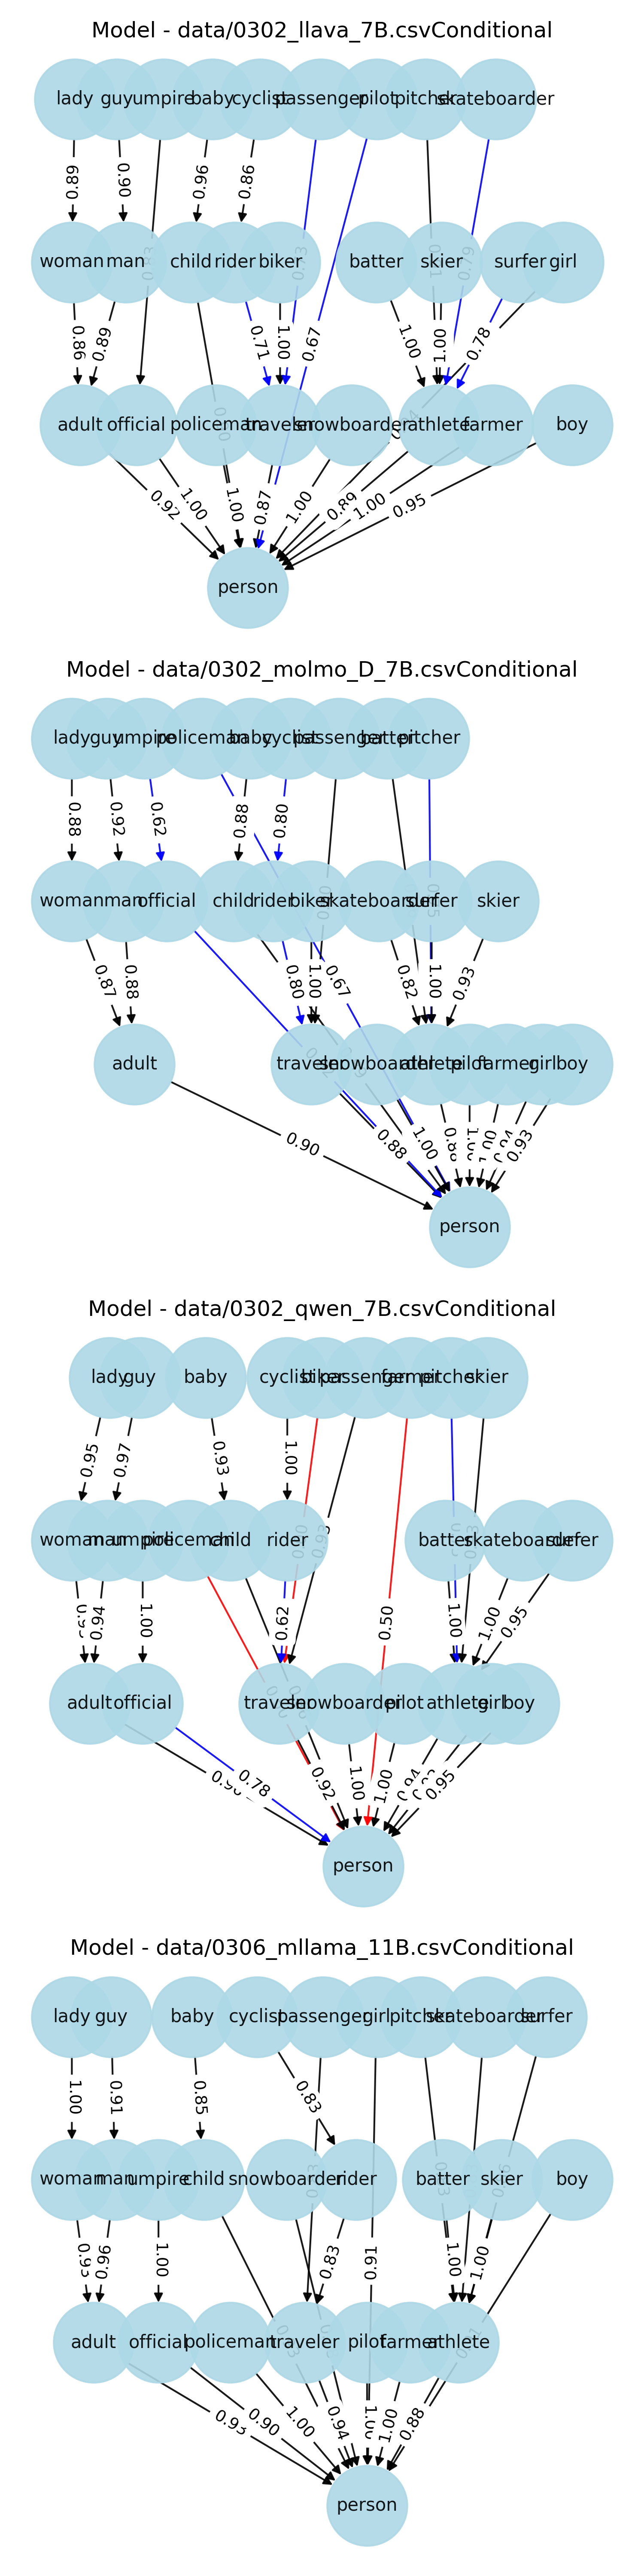 Model - data/0302_llava_7B.csvConditional
lady guy umpire baby cyclist passenger pilot pitcher skateboarder
0.89 0.90 0.96 0.86
woman man child rider biker batter skier surfer girl
0.86 0.89 0.71 1.00 0.67 1.00 1.00 0.79 0.78
adult official policeman traveler snowboarder athlete farmer boy
0.92 1.00 1.00 0.87 1.00 0.89 1.00 0.95
person
Model - data/0302_molmo_D_7B.csvConditional
lady guy umpire policeman baby cyclist passenger batter pitcher
0.88 0.92 0.62 0.88 0.80
woman man official child rider biker skateboarder surfer skier
0.87 0.88 0.80 1.00 0.67 0.82 1.00 0.93
adult traveler snowboarder athlete pilot farmer girl boy
0.90 0.88 1.00 0.93
person
Model - data/0302_qwen_7B.csvConditional
lady guy baby cyclist biker passenger farmer pitcher skier
0.95 0.97 0.93 1.00
woman man umpire policeman child rider batter skateboarder surfer
0.94 1.00 0.62 0.50 1.00 1.00 0.95
adult official traveler snowboarder pilot athlete girl boy
0.78 0.92 1.00 1.00 0.94 0.95
person
Model - data/0306_mllama_11B.csvConditional
lady guy baby cyclist passenger girl pitcher skateboarder surfer
1.00 0.91 0.85 0.83
woman man umpire child snowboarder rider batter skier boy
0.96 1.00 0.83 0.91 1.00 1.00
adult official policeman traveler pilot farmer athlete
0.93 0.90 1.00 0.94 1.00 1.00 0.88
person